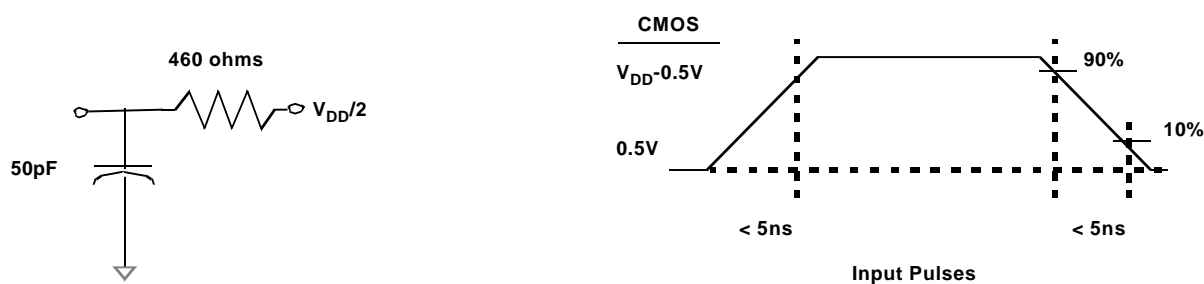 460 ohms
V_DD/2
50pF
CMOS
V_DD-0.5V
0.5V
90%
10%
< 5ns
< 5ns
Input Pulses